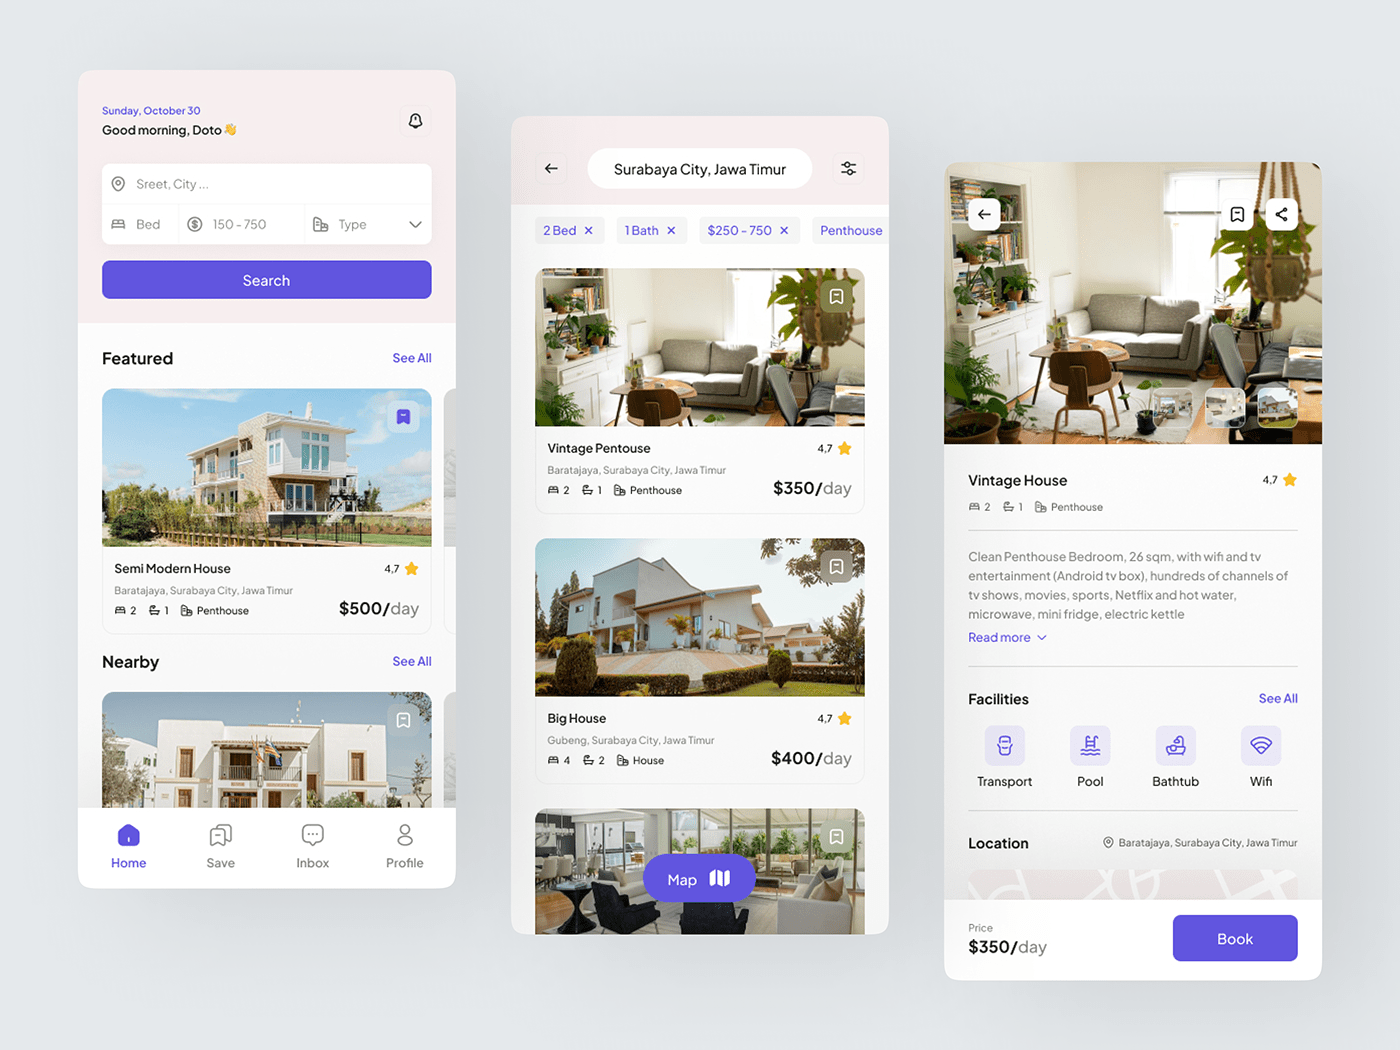 Sunday, October 30
Good morning, Doto👋
Sreet, City ...
Bed
150 - 750
Type
Search
Featured
See All
Semi Modern House
4,7
Baratajaya, Surabaya City, Jawa Timur
2
1
Penthouse
$500/day
Nearby
See All
Home
Save
Inbox
Profile
Surabaya City, Jawa Timur
2 Bed ×
1 Bath ×
$250 - 750 ×
Penthouse
Vintage Pentouse
4,7
Baratajaya, Surabaya City, Jawa Timur
2
1
Penthouse
$350/day
Big House
4,7
Gubeng, Surabaya City, Jawa Timur
4
2
House
$400/day
Map
Vintage House
4,7
2
1
Penthouse
Clean Penthouse Bedroom, 26 sqm, with wifi and tv
entertainment (Android tv box), hundreds of channels of
tv shows, movies, sports, Netflix and hot water,
microwave, mini fridge, electric kettle
Read more
Facilities
See All
Transport
Pool
Bathtub
Wifi
Location
Baratajaya, Surabaya City, Jawa Timur
Price
$350/day
Book